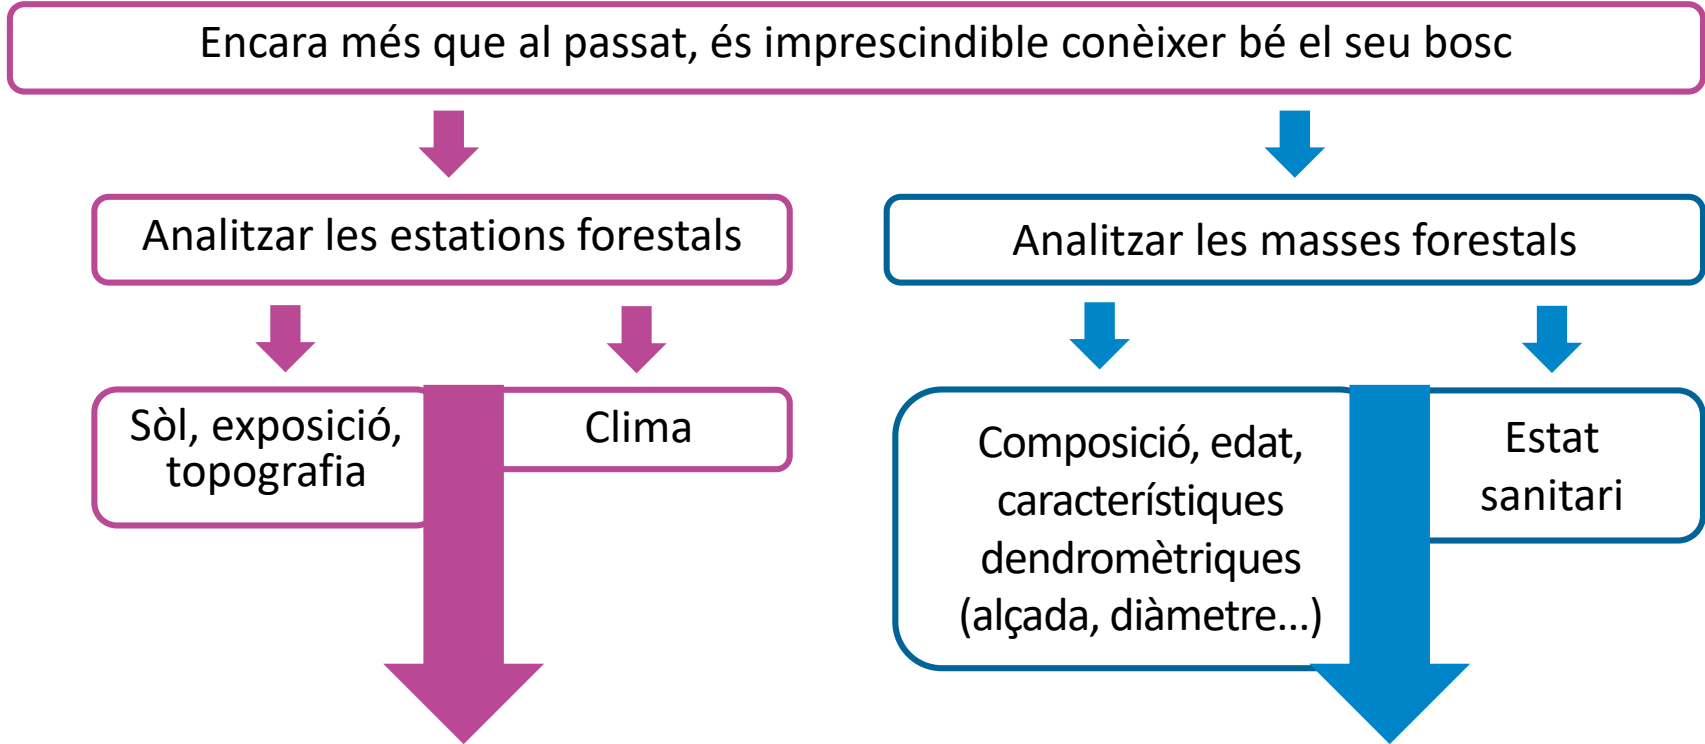 Encara més que al passat, és imprescindible conèixer bé el seu bosc
Analitzar les estations forestals
Analitzar les masses forestals
Sòl, exposició,
topografia
Clima
Composició, edat,
característiques
dendromètriques
(alçada, diàmetre...)
Estat
sanitari